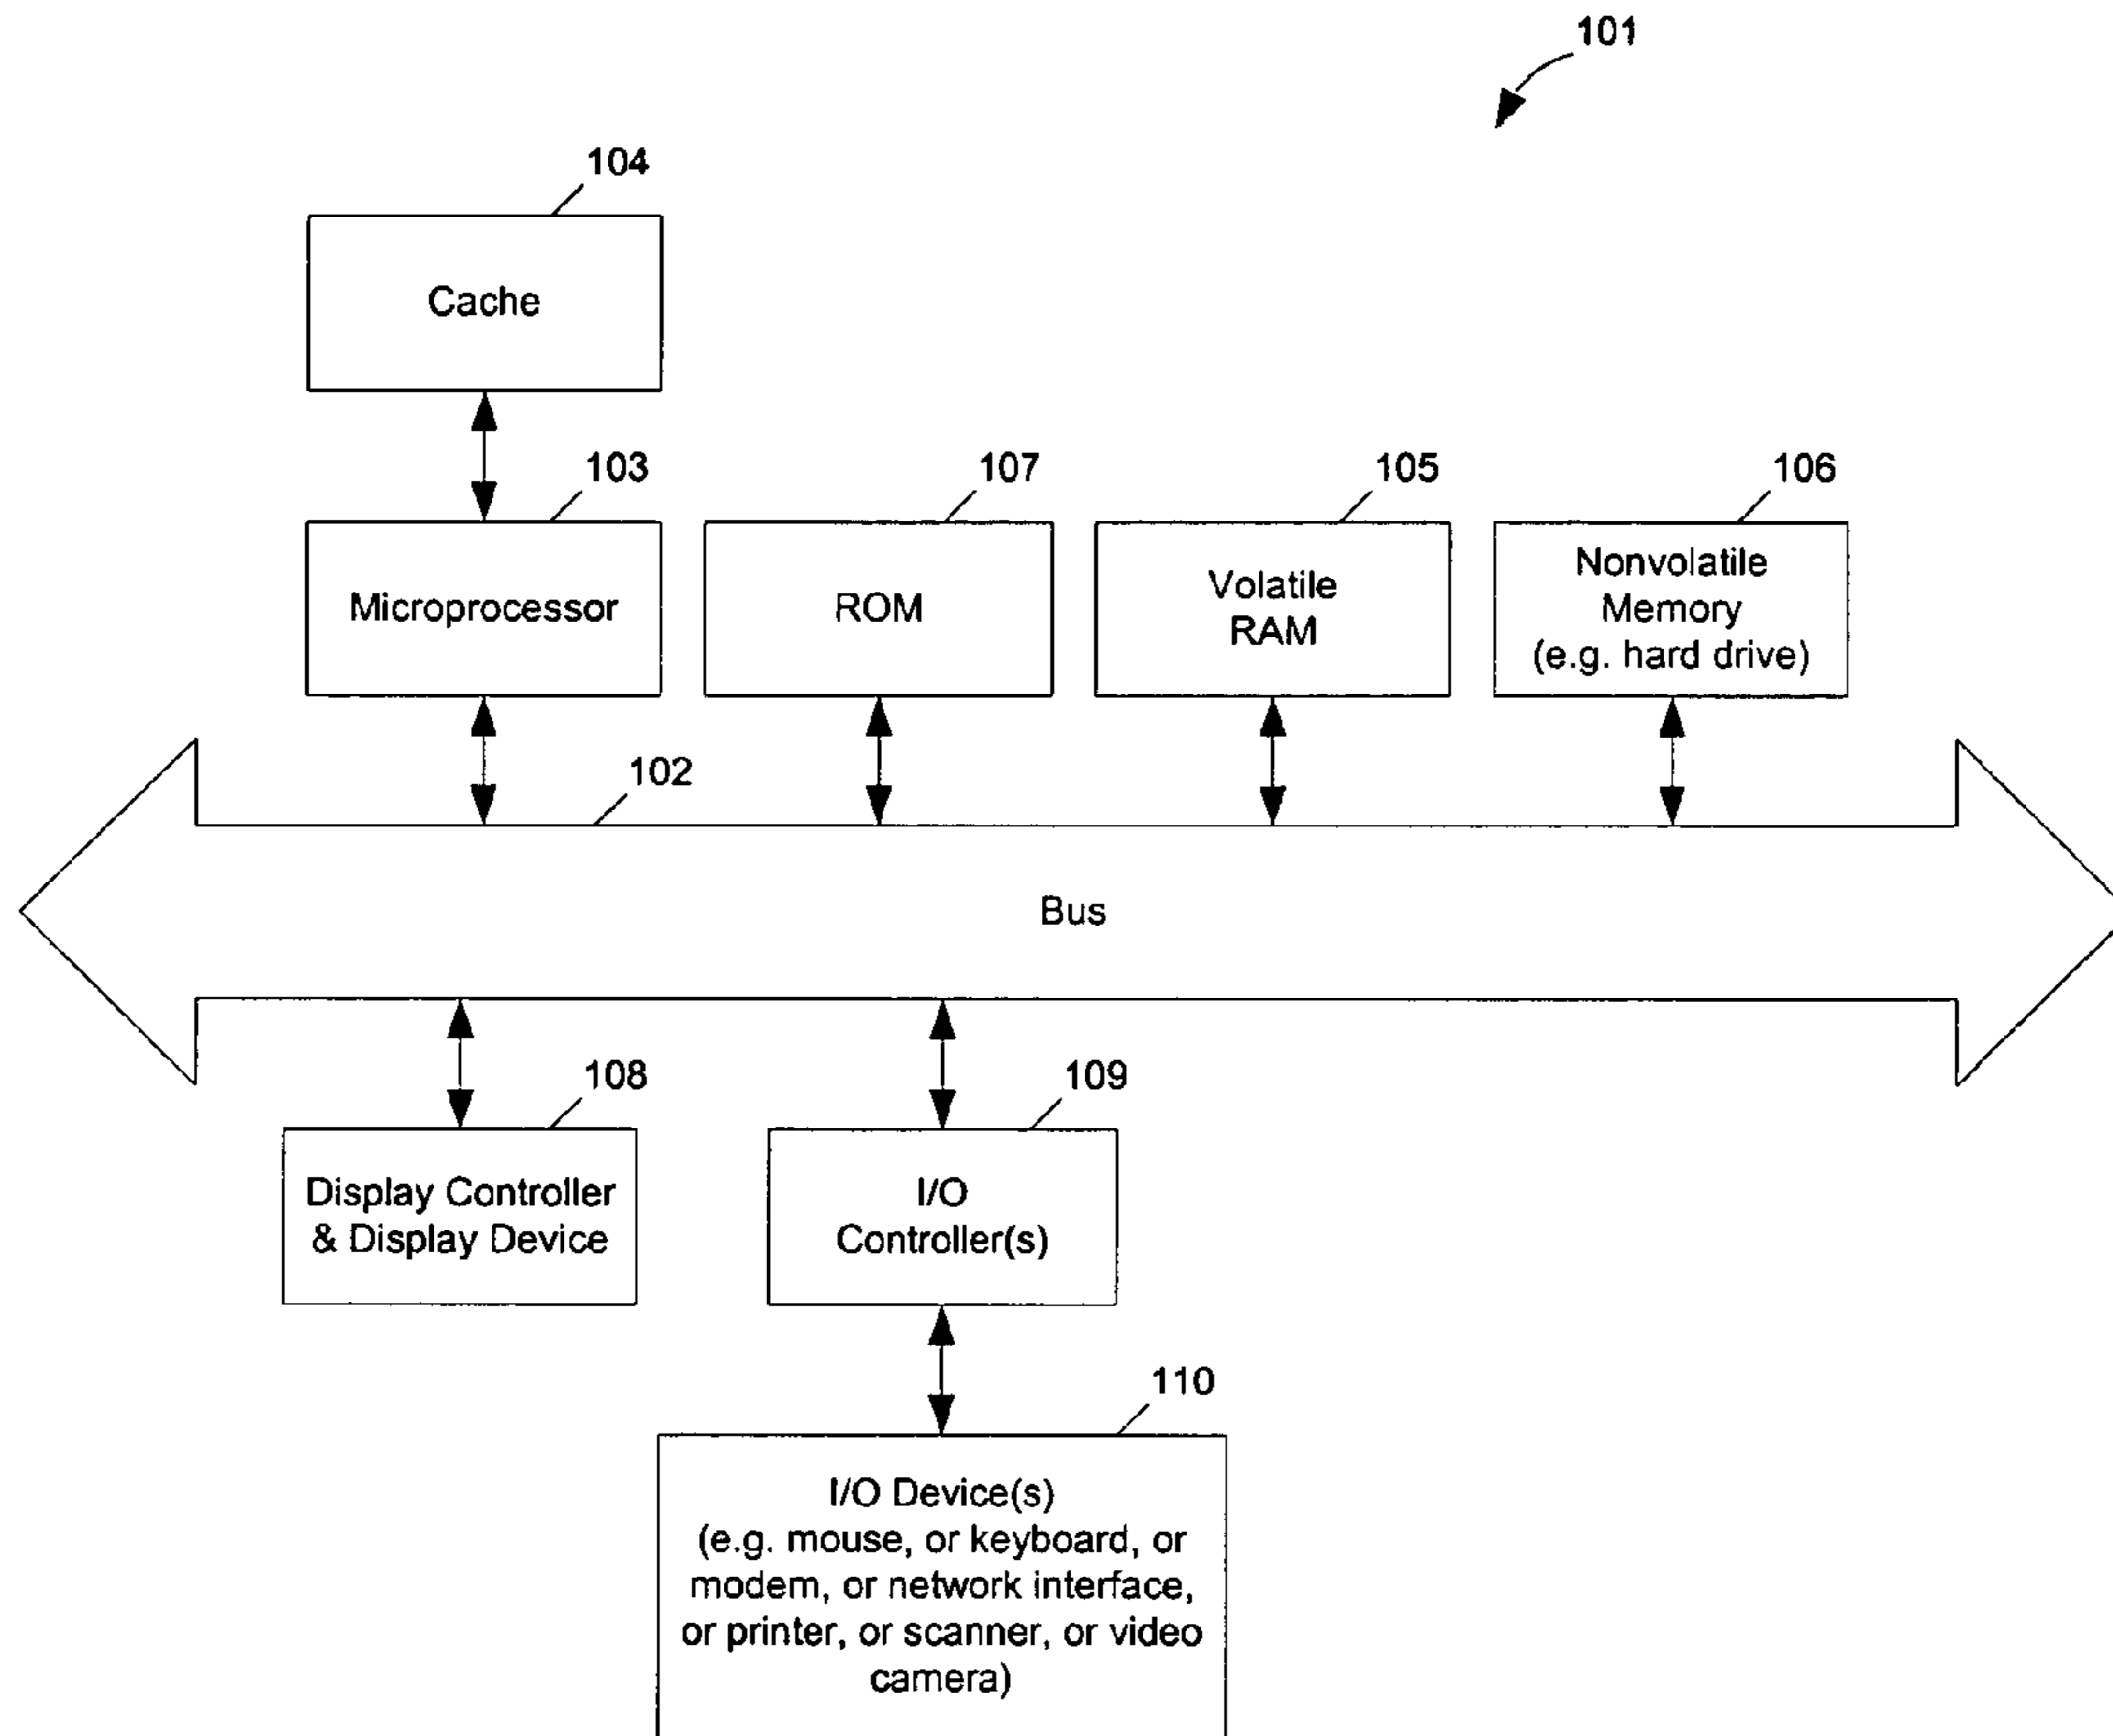 101
104
Cache
103
107
105
106
Microprocessor
ROM
Volatile
RAM
Nonvolatile
Memory
(e.g. hard drive)
102
Bus
108
109
Display Controller
& Display Device
I/O
Controller(s)
110
I/O Device(s)
(e.g. mouse, or keyboard, or
modem, or network interface,
or printer, or scanner, or video
camera)